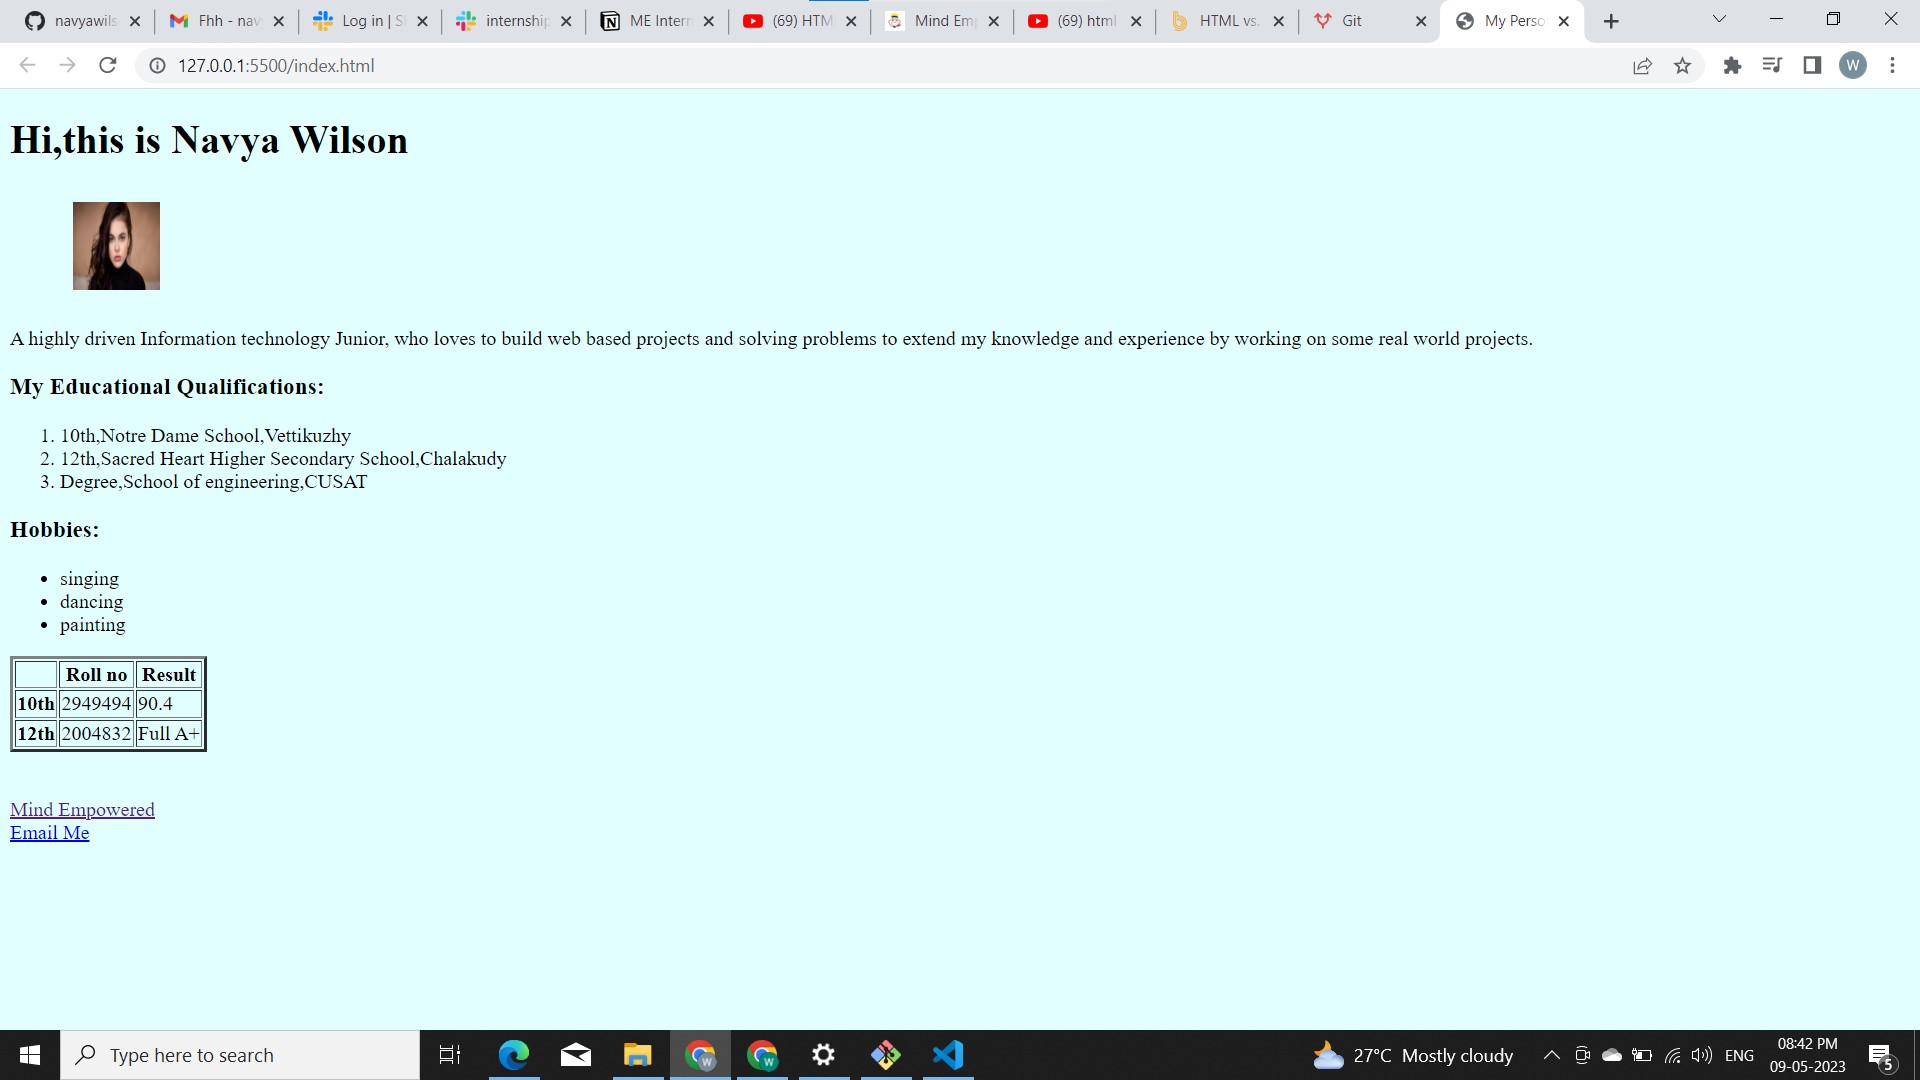 navyawils
Fhh - nav
Log in | Sl
internship
ME Intern
(69) HTM
Mind Emp
(69) html
HTML vs.
Git
My Perso
127.0.0.1:5500/index.html
W
Hi,this is Navya Wilson
A highly driven Information technology Junior, who loves to build web based projects and solving problems to extend my knowledge and experience by working on some real world projects.
My Educational Qualifications:
1. 10th,Notre Dame School,Vettikuzhy
2. 12th,Sacred Heart Higher Secondary School,Chalakudy
3. Degree,School of engineering,CUSAT
Hobbies:
• singing
• dancing
• painting
Roll no Result
10th 2949494 90.4
12th 2004832 Full A+
Mind Empowered
Email Me
Type here to search
27°C Mostly cloudy
ENG
08:42 PM
09-05-2023
5